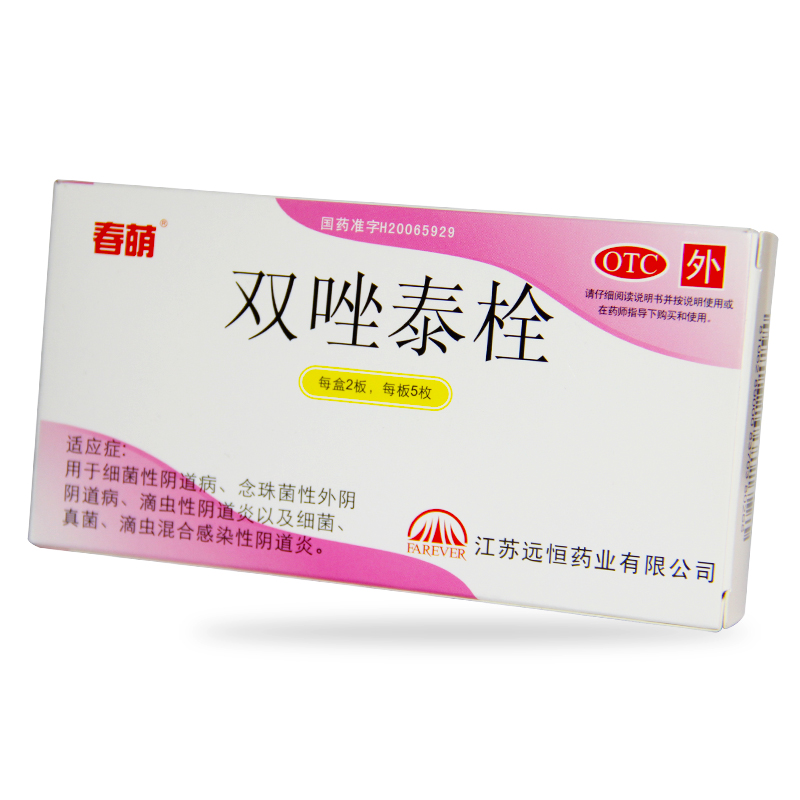 春萌®
国药准字H20065929
OTC
外
请仔细阅读说明书并按说明使用或
在药师指导下购买和使用。
双唑泰栓
每盒2板，每板5枚
适应症:
用于细菌性阴道病、念珠菌性外阴
阴道病、滴虫性阴道炎以及细菌、
真菌、滴虫混合感染性阴道炎。
FAREVER
江苏远恒药业有限公司